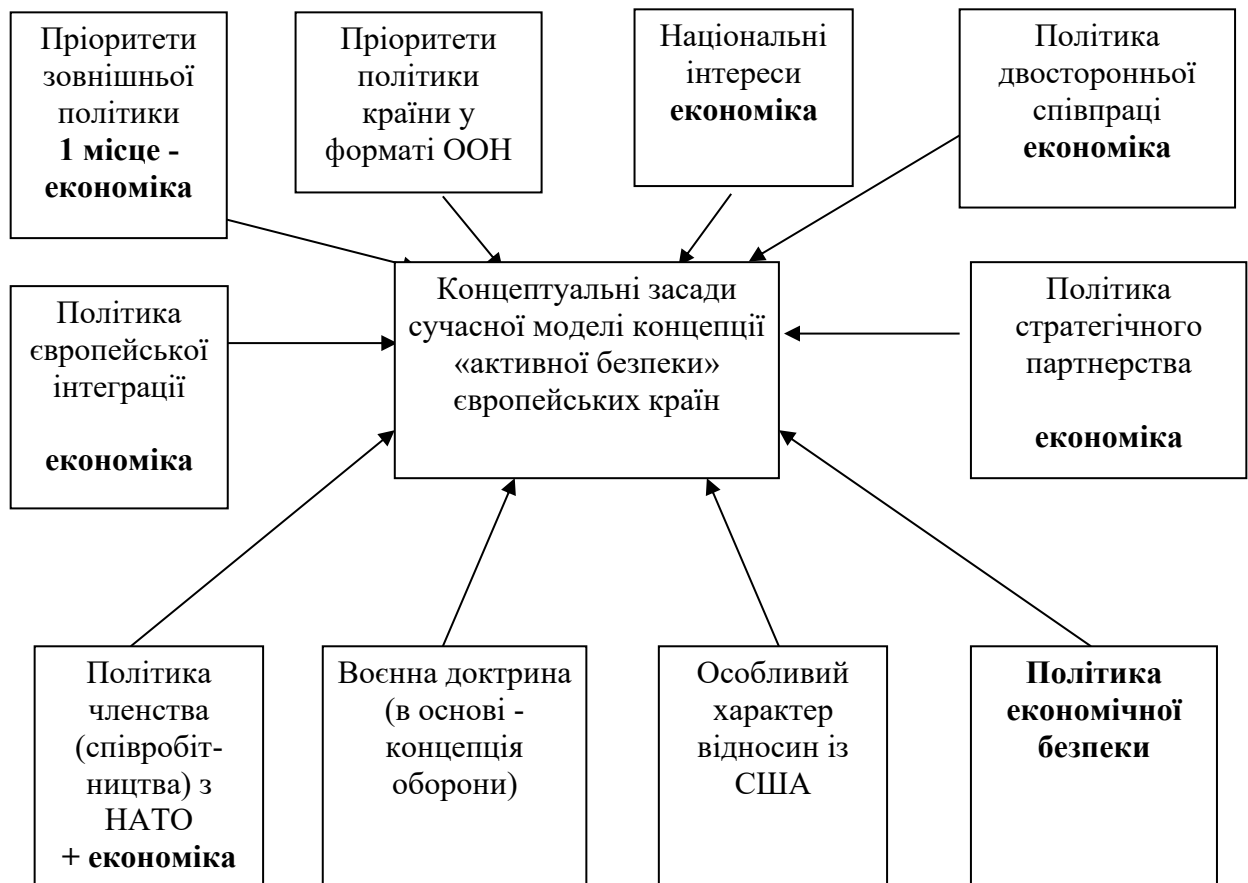 Пріоритети
зовнішньої
політики
1 місце -
економіка
Пріоритети
політики
країни у
форматі ООН
Національні
інтереси
економіка
Політика
двосторонньої
співпраці
економіка
Політика
європейської
інтеграції
економіка
Концептуальні засади
сучасної моделі концепції
«активної безпеки»
європейських країн
Політика
стратегічного
партнерства
економіка
Політика
членства
(співробіт-
ництва) з
НАТО
+ економіка
Воєнна доктрина
(в основі -
концепція
оборони)
Особливий
характер
відносин із
США
Політика
економічної
безпеки